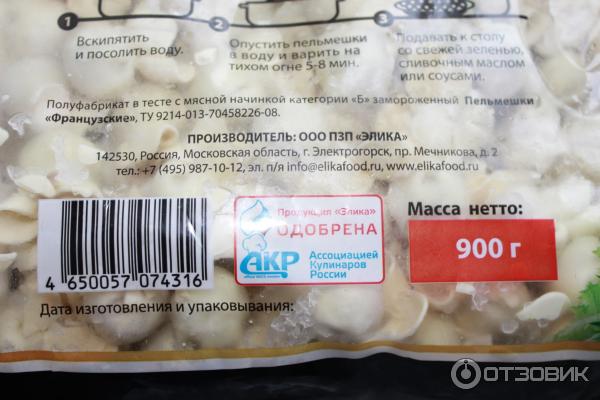 1
2
Вскипятить
и посолить воду.
Опустить пельмешки
в воду и варить на
тихом огне 5-8 мин.
Подавать к столу
со свежей зеленью,
сливочным маслом
или соусами.
Полуфабрикат в тесте с мясной начинкой категории «Б» замороженный Пельмешки
«Французские», ТУ 9214-013-70458226-08.
ПРОИЗВОДИТЕЛЬ: ООО ПЗП «ЭЛИКА»
142530, Россия, Московская область, г. Электрогорск, пр. Мечникова, д. 2
тел.: +7 (495) 987-10-12, эл. п/я info@elikafood.ru, www.elikafood.ru
4 650057 074316
Продукция «Элика»
ОДОБРЕНА
АКР
Ассоциацией
Кулинаров
России
Масса нетто:
900 г
Дата изготовления и упаковывания:
ОТЗОВИК